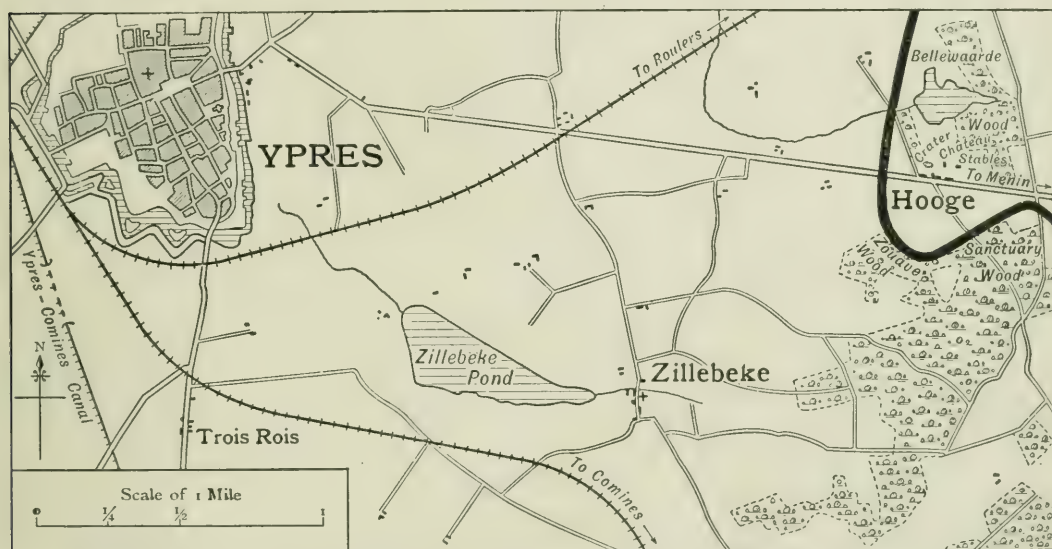 To Roulers
Bellewaarde
YPRES
Crater
Chateau
Wood
Stables
To Menin
Hooge
Zouave
Wood
Sanctuary
Wood
Ypres-Comines Canal
N
Zillebeke
Pond
Zillebeke
Trois Rois
To Comines
Scale of 1 Mile
0 1/4 1/2 1